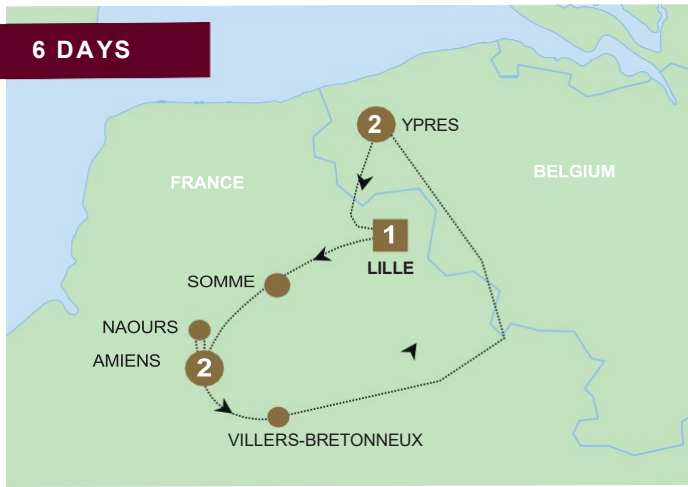 6 DAYS
2 YPRES
BELGIUM
FRANCE
1
LILLE
SOMME
NAOURS
AMIENS 2
VILLERS-BRETONNEUX